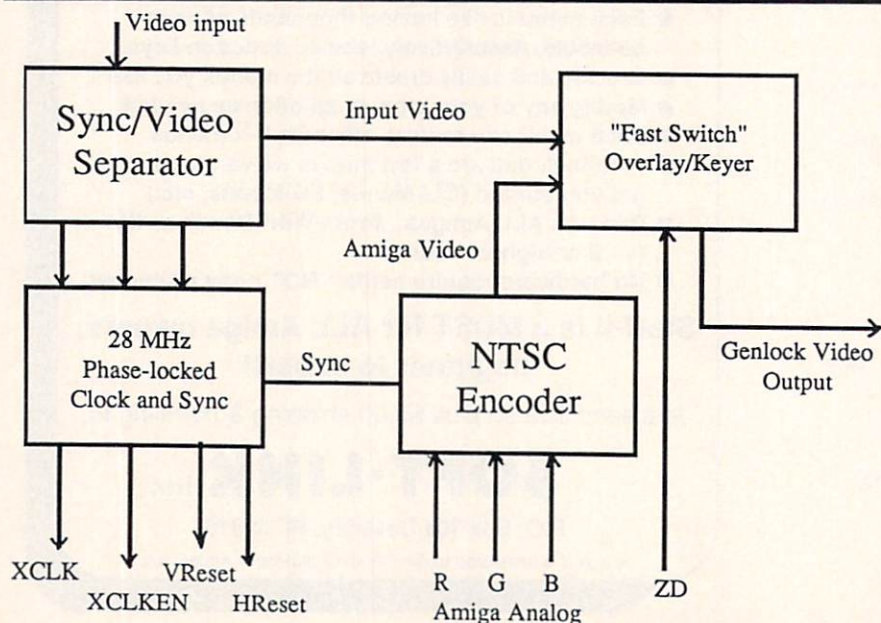 Video input
Sync/Video
Separator
Input Video
"Fast Switch"
Overlay/Keyer
Amiga Video
28 MHz
Phase-locked
Clock and Sync
Sync
NTSC
Encoder
Genlock Video
Output
XCLK
XCLKEN
VReset
HReset
R G B
Amiga Analog
ZD